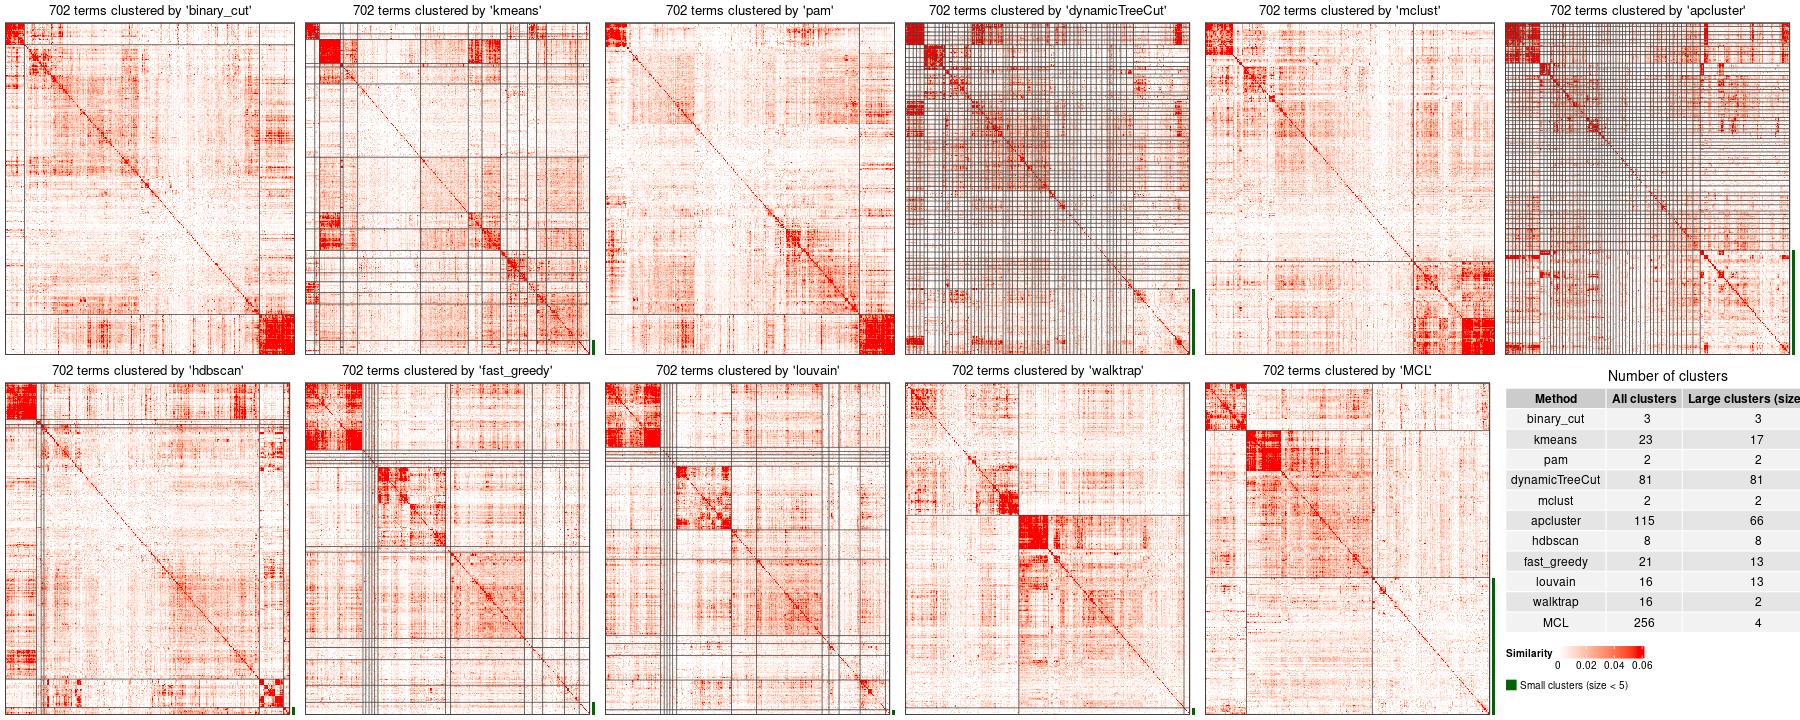 702 terms clustered by 'binary_cut'
702 terms clustered by 'kmeans'
702 terms clustered by 'pam'
702 terms clustered by 'dynamicTreeCut'
702 terms clustered by 'mclust'
702 terms clustered by 'apcluster'
702 terms clustered by 'hdbscan'
702 terms clustered by 'fast_greedy'
702 terms clustered by 'louvain'
702 terms clustered by 'walktrap'
702 terms clustered by 'MCL'
Number of clusters
Method All clusters Large clusters (size
binary_cut 3 3
kmeans 23 17
pam 2 2
dynamicTreeCut 81 81
mclust 2 2
apcluster 115 66
hdbscan 8 8
fast_greedy 21 13
louvain 16 13
walktrap 16 2
MCL 256 4
Similarity
0 0.02 0.04 0.06
Small clusters (size < 5)